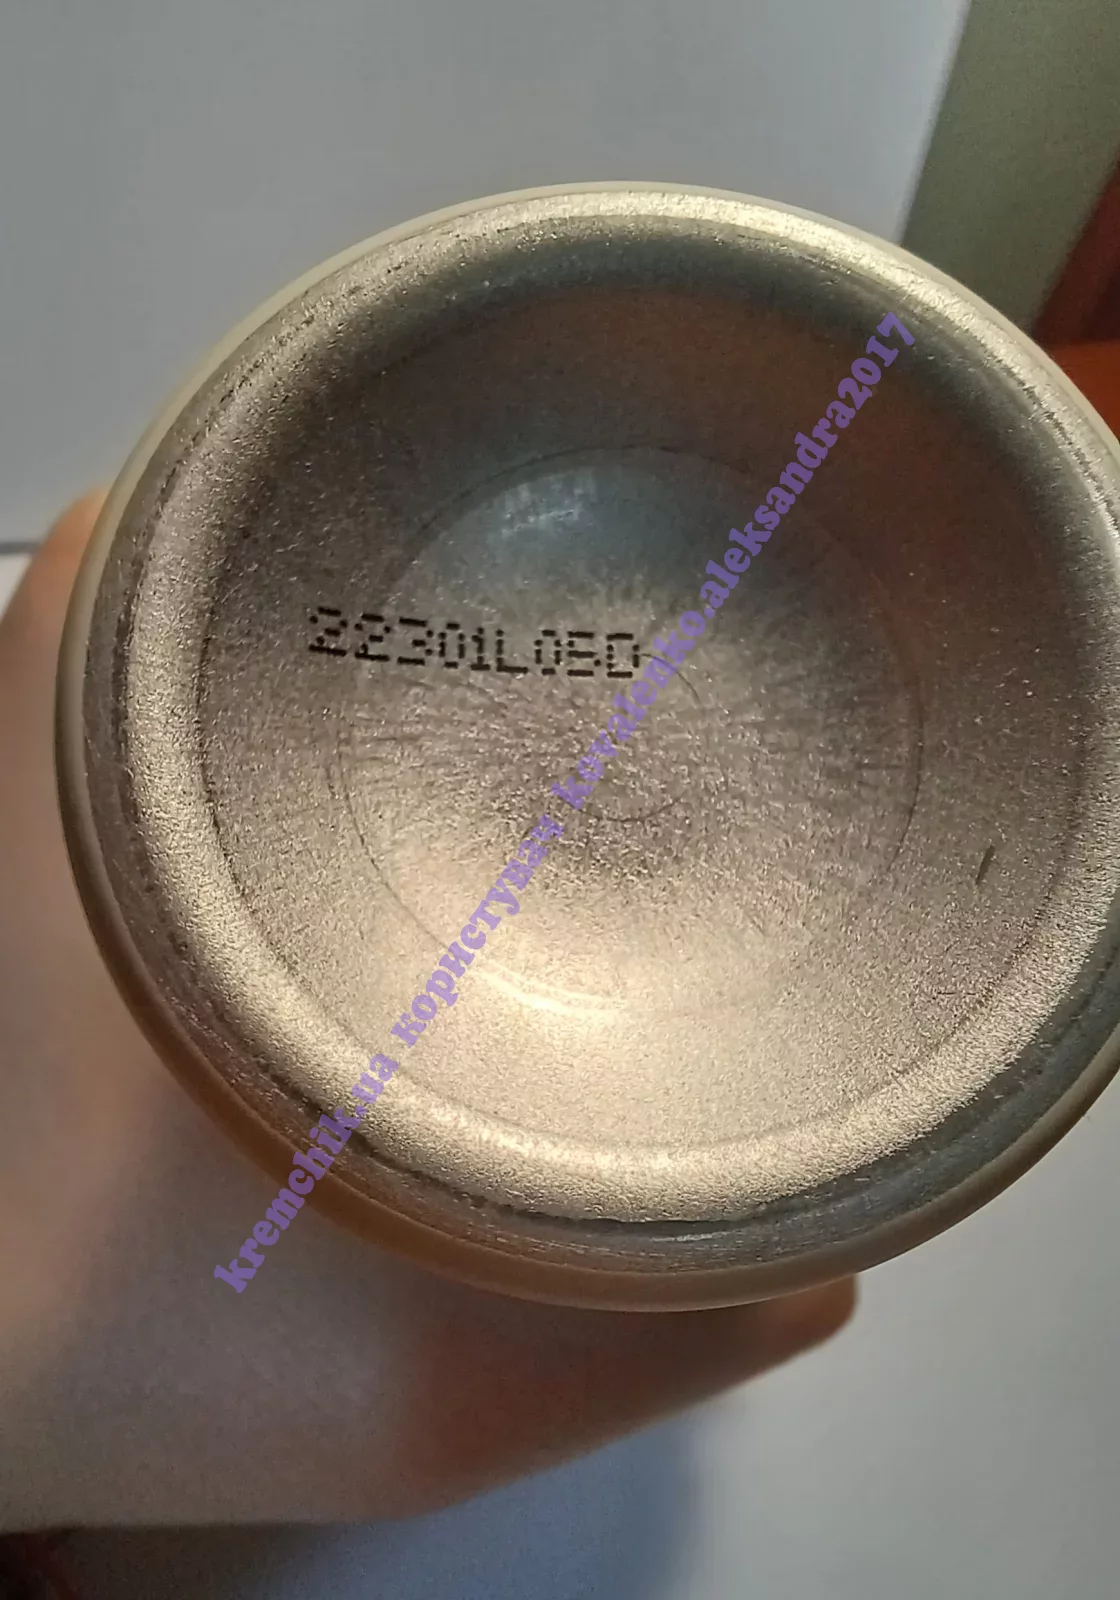 22301L05D
kremchik.ua користувач kovalenko.aleksandra2017